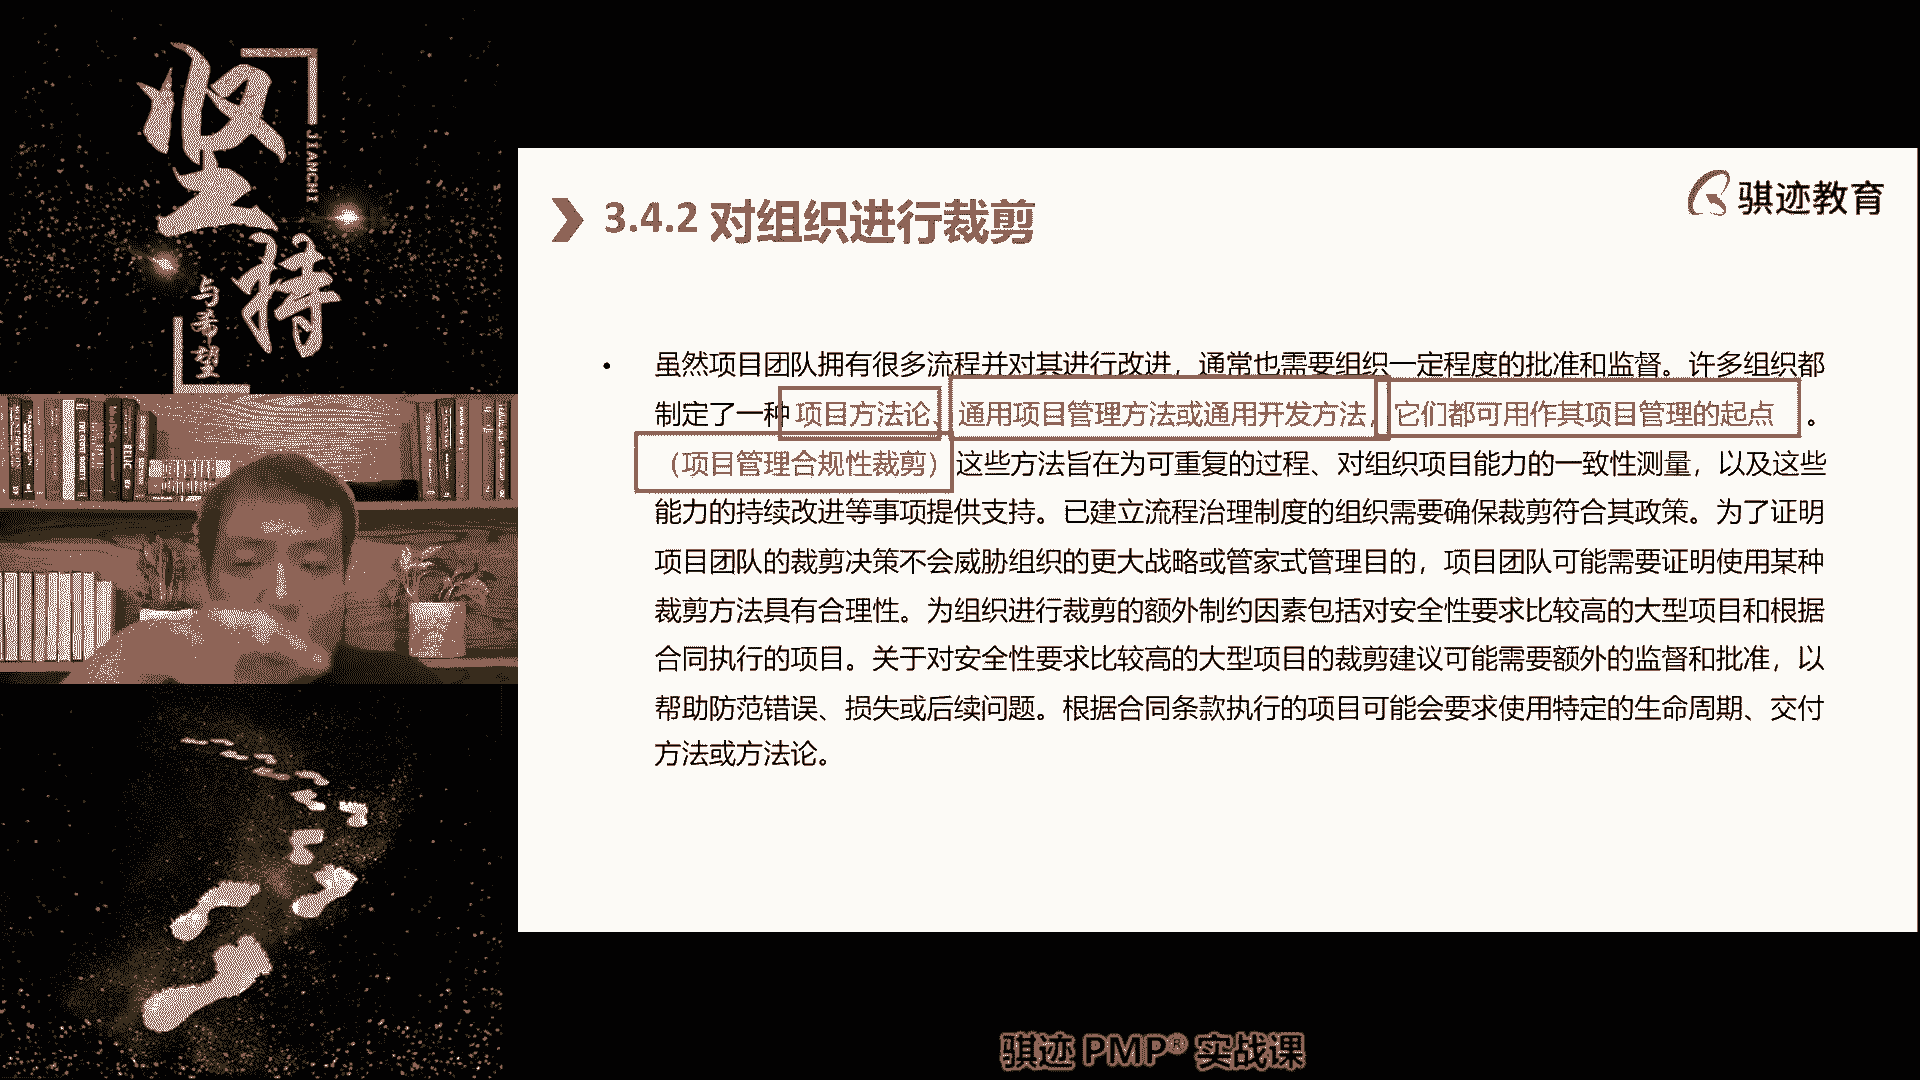 坚持
JIANCHI
与希望
骐迹教育
3.4.2 对组织进行裁剪
• 虽然项目团队拥有很多流程并对其进行改进，通常也需要组织一定程度的批准和监督。许多组织都
制定了一种项目方法论、通用项目管理方法或通用开发方法，它们都可用作其项目管理的起点。
（项目管理合规性裁剪）这些方法旨在为可重复的过程、对组织项目能力的一致性测量，以及这些
能力的持续改进等事项提供支持。已建立流程治理制度的组织需要确保裁剪符合其政策。为了证明
项目团队的裁剪决策不会威胁组织的更大战略或管家式管理目的，项目团队可能需要证明使用某种
裁剪方法具有合理性。为组织进行裁剪的额外制约因素包括对安全性要求比较高的大型项目和根据
合同执行的项目。关于对安全性要求比较高的大型项目的裁剪建议可能需要额外的监督和批准，以
帮助防范错误、损失或后续问题。根据合同条款执行的项目可能会要求使用特定的生命周期、交付
方法或方法论。
骐迹 PMP® 实战课